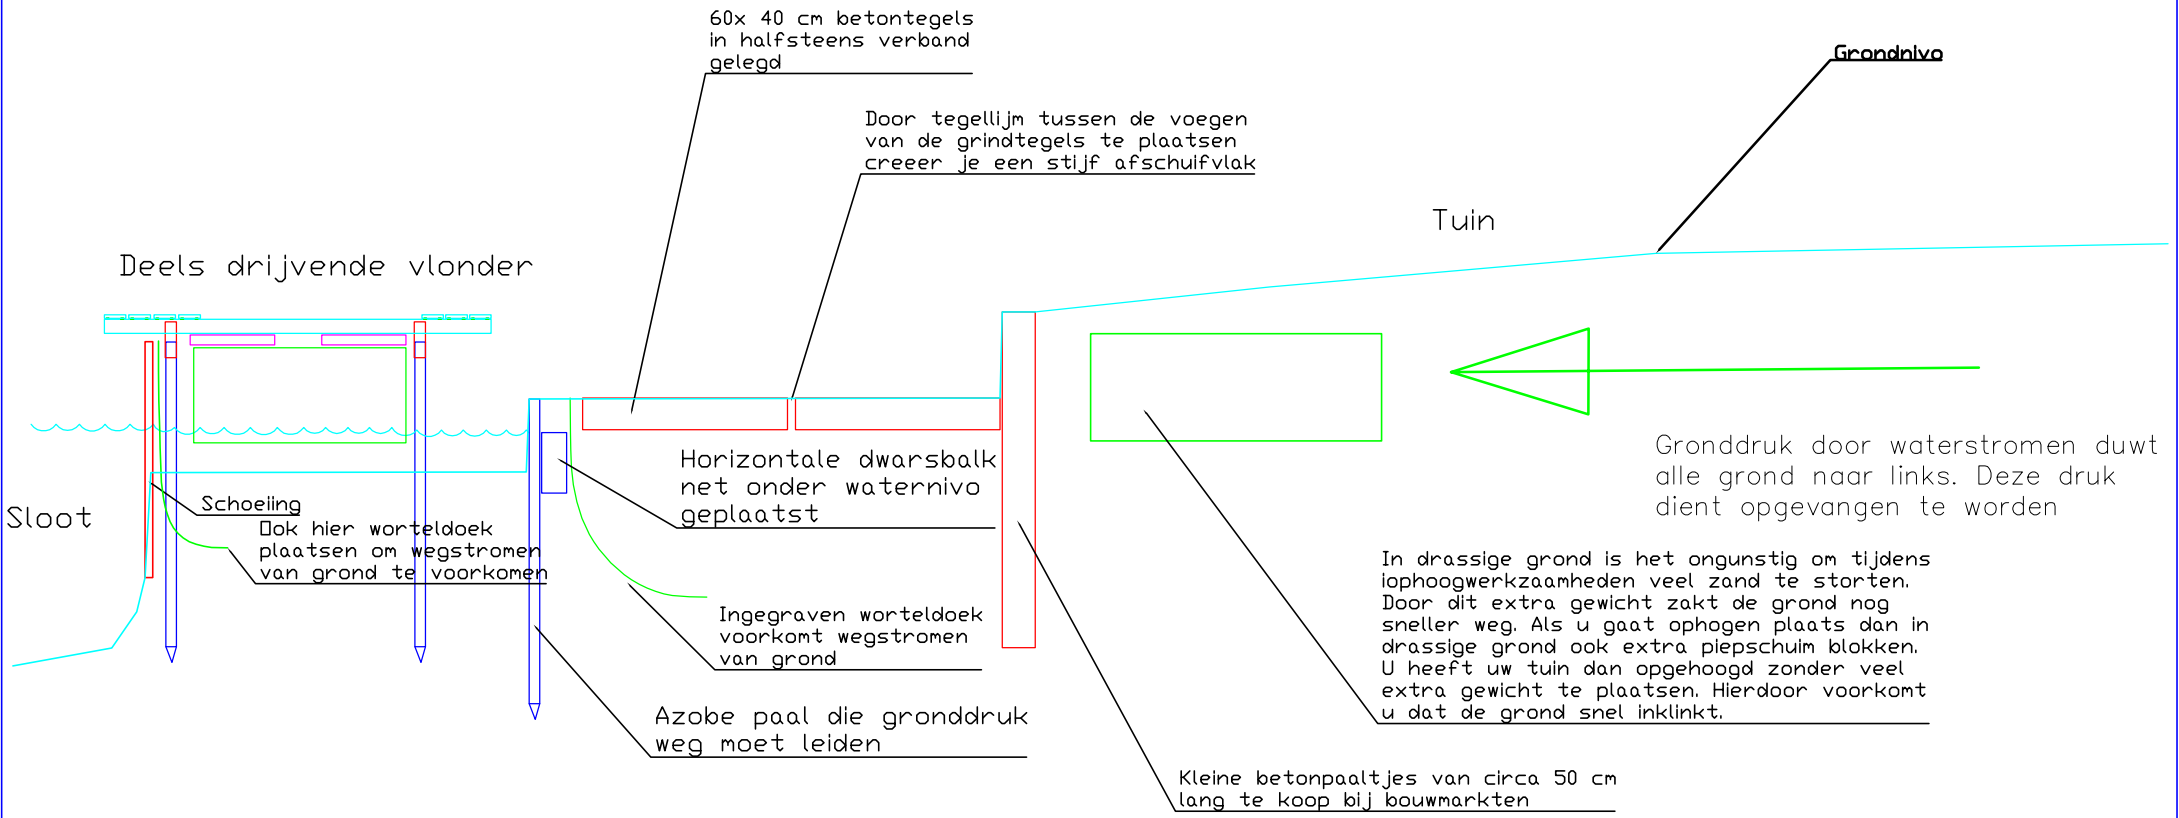 60x 40 cm betontegels
in halfsteens verband
gelegd
Grondnivo
Door tegellijm tussen de voegen
van de grindtegels te plaatsen
creeer je een stijf afschuifvlak
Tuin
Deels drijvende vlonder
Gronddruk door waterstromen duwt
alle grond naar links. Deze druk
dient opgevangen te worden
Horizontale dwarsbalk
net onder waternivo
geplaatst
Schoeiing
Sloot
Ook hier worteldoek
plaatsen om wegstromen
van grond te voorkomen
In drassige grond is het ongunstig om tijdens
iophoogwerkzaamheden veel zand te storten.
Door dit extra gewicht zakt de grond nog
sneller weg. Als u gaat ophogen plaats dan in
drassige grond ook extra piepschuim blokken.
U heeft uw tuin dan opgehoogd zonder veel
extra gewicht te plaatsen. Hierdoor voorkomt
u dat de grond snel inklinkt.
Ingegraven worteldoek
voorkomt wegstromen
van grond
Azobe paal die gronddruk
weg moet leiden
Kleine betonpaaltjes van circa 50 cm
lang te koop bij bouwmarkten